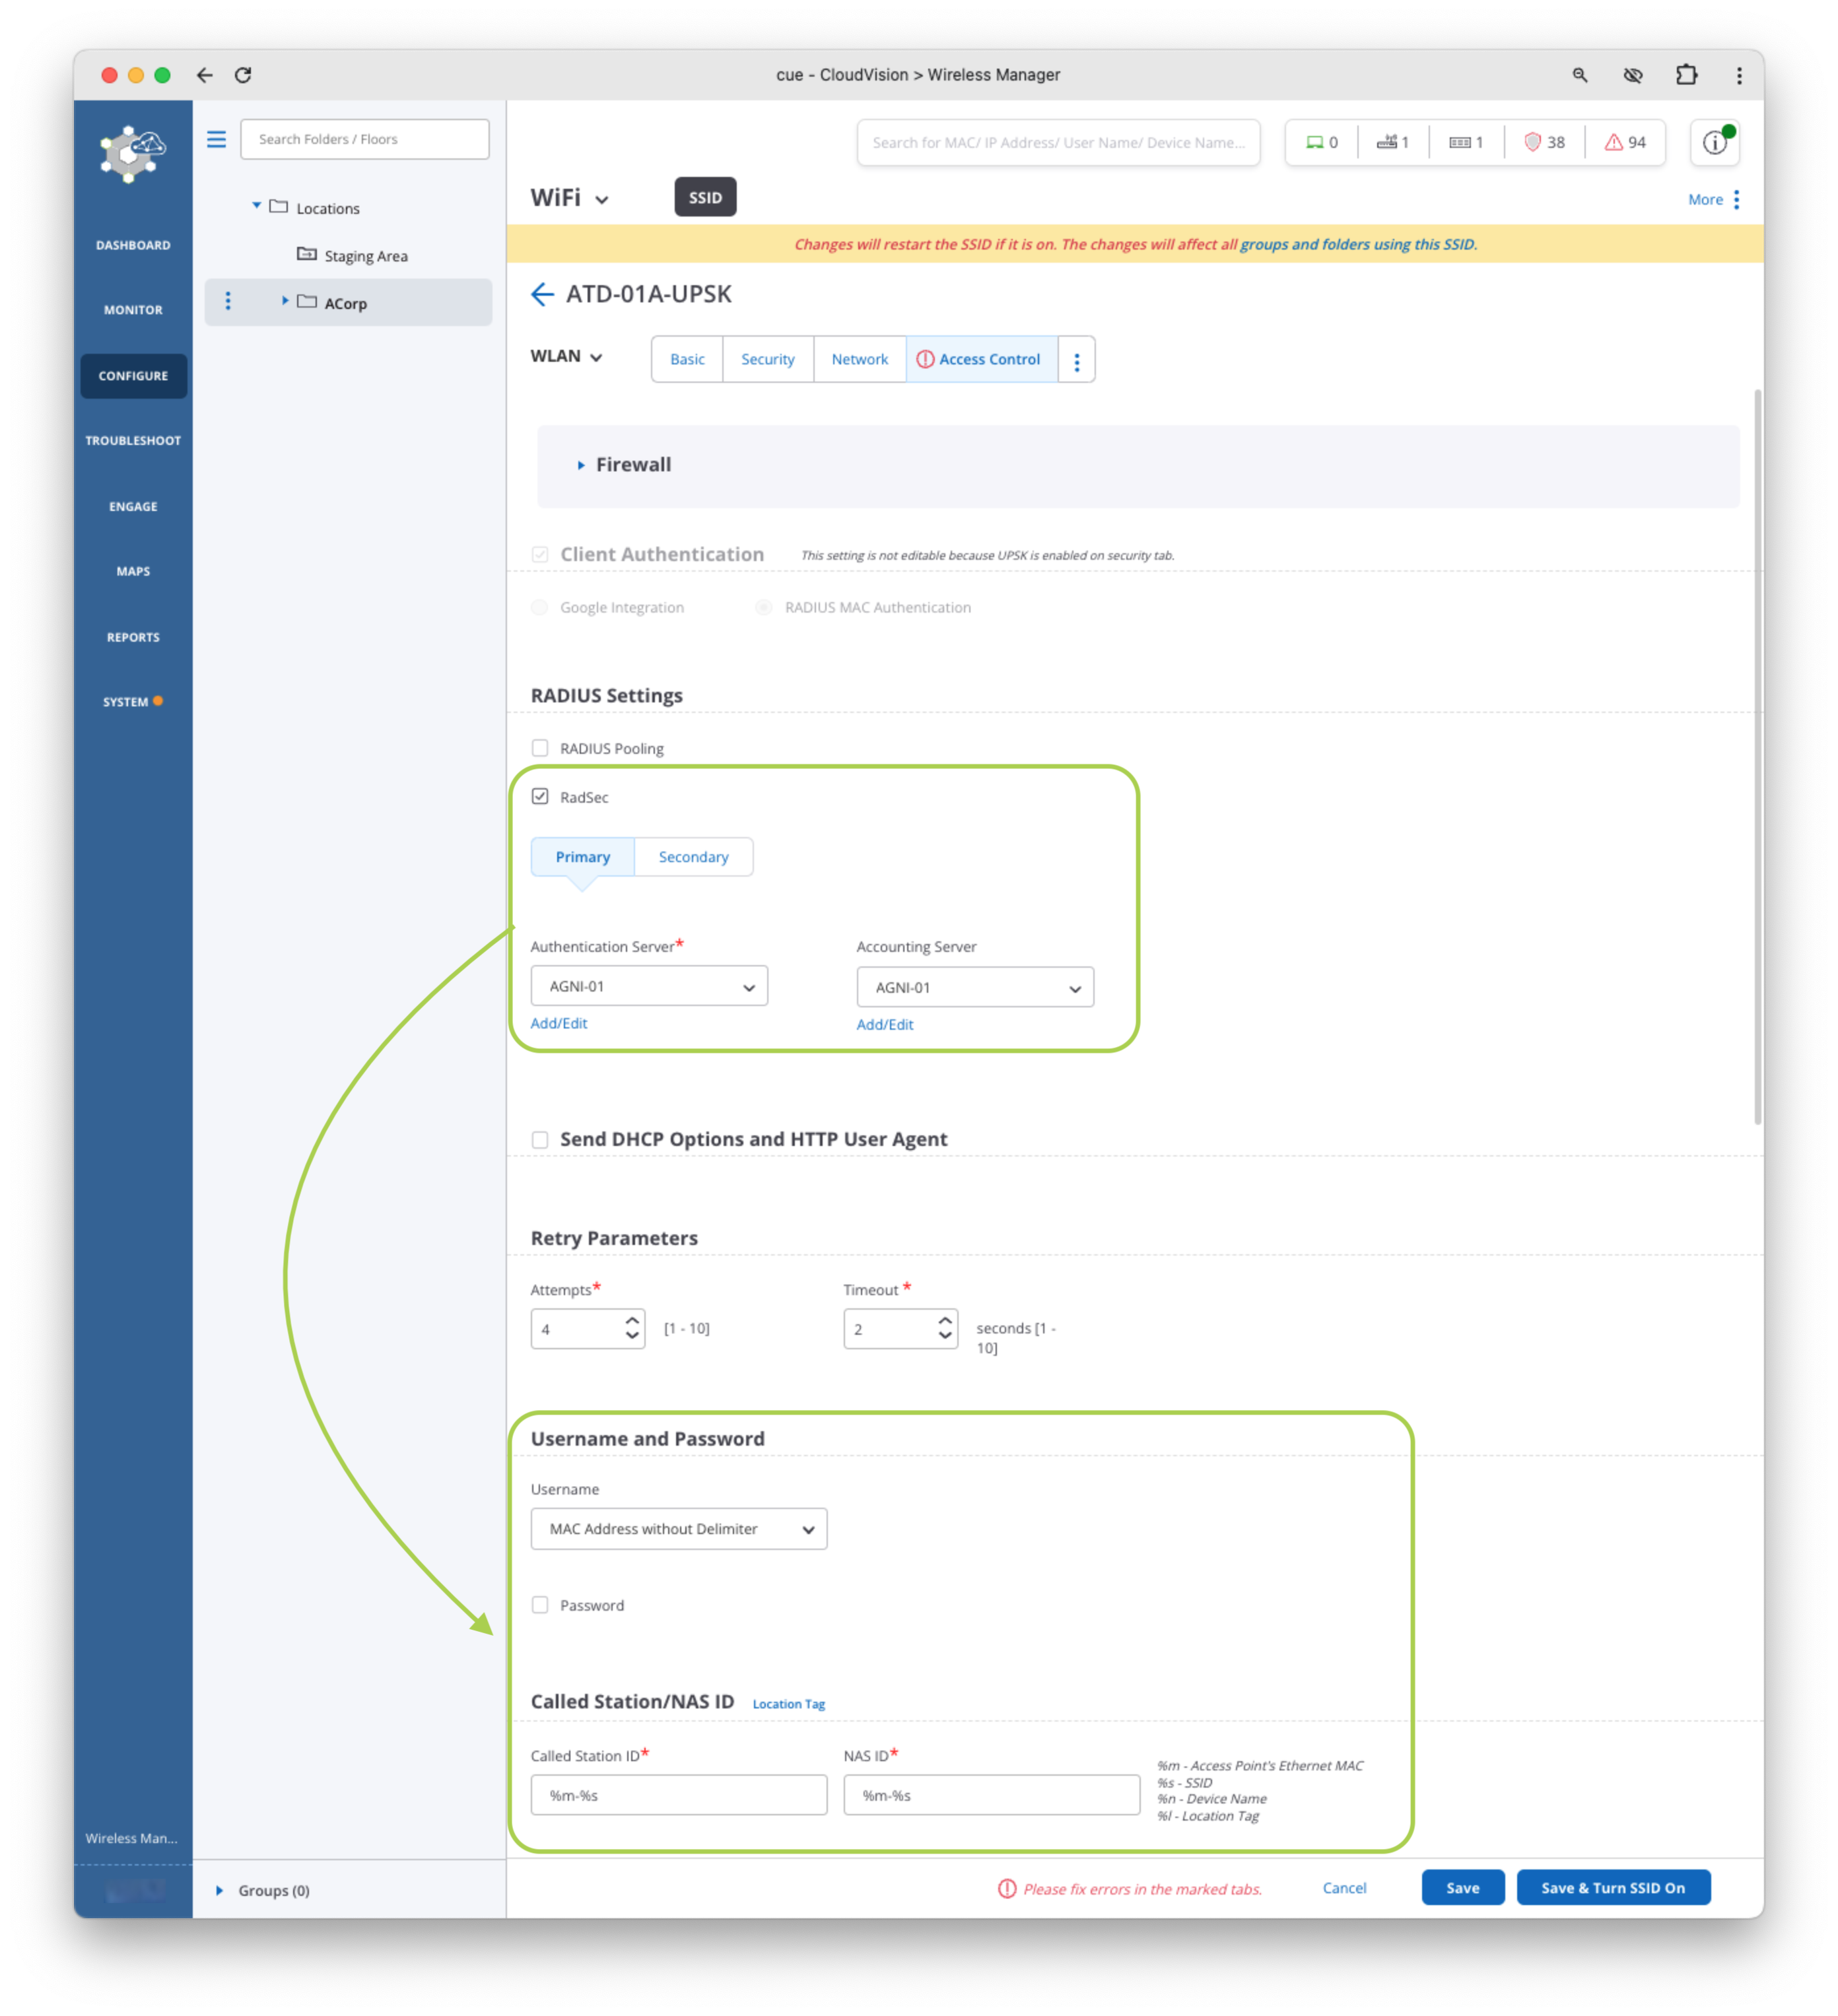 cue - CloudVision > Wireless Manager
Search Folders / Floors
Search for MAC/ IP Address/ User Name/ Device Name...
0
1
1
38
94
WiFi
SSID
More
Changes will restart the SSID if it is on. The changes will affect all groups and folders using this SSID.
DASHBOARD
MONITOR
CONFIGURE
TROUBLESHOOT
ENGAGE
MAPS
REPORTS
SYSTEM
Wireless Man...
Locations
Staging Area
ACorp
Groups (0)
ATD-01A-UPSK
WLAN
Basic
Security
Network
Access Control
Firewall
Client Authentication
This setting is not editable because UPSK is enabled on security tab.
Google Integration
RADIUS MAC Authentication
RADIUS Settings
RADIUS Pooling
RadSec
Primary
Secondary
Authentication Server*
Accounting Server
AGNI-01
AGNI-01
Add/Edit
Add/Edit
Send DHCP Options and HTTP User Agent
Retry Parameters
Attempts*
Timeout *
4
[1 - 10]
2
seconds [1 -
10]
Username and Password
Username
MAC Address without Delimiter
Password
Called Station/NAS ID
Location Tag
Called Station ID*
NAS ID*
%m-%s
%m-%s
%m - Access Point's Ethernet MAC
%s - SSID
%n - Device Name
%l - Location Tag
Please fix errors in the marked tabs.
Cancel
Save
Save & Turn SSID On